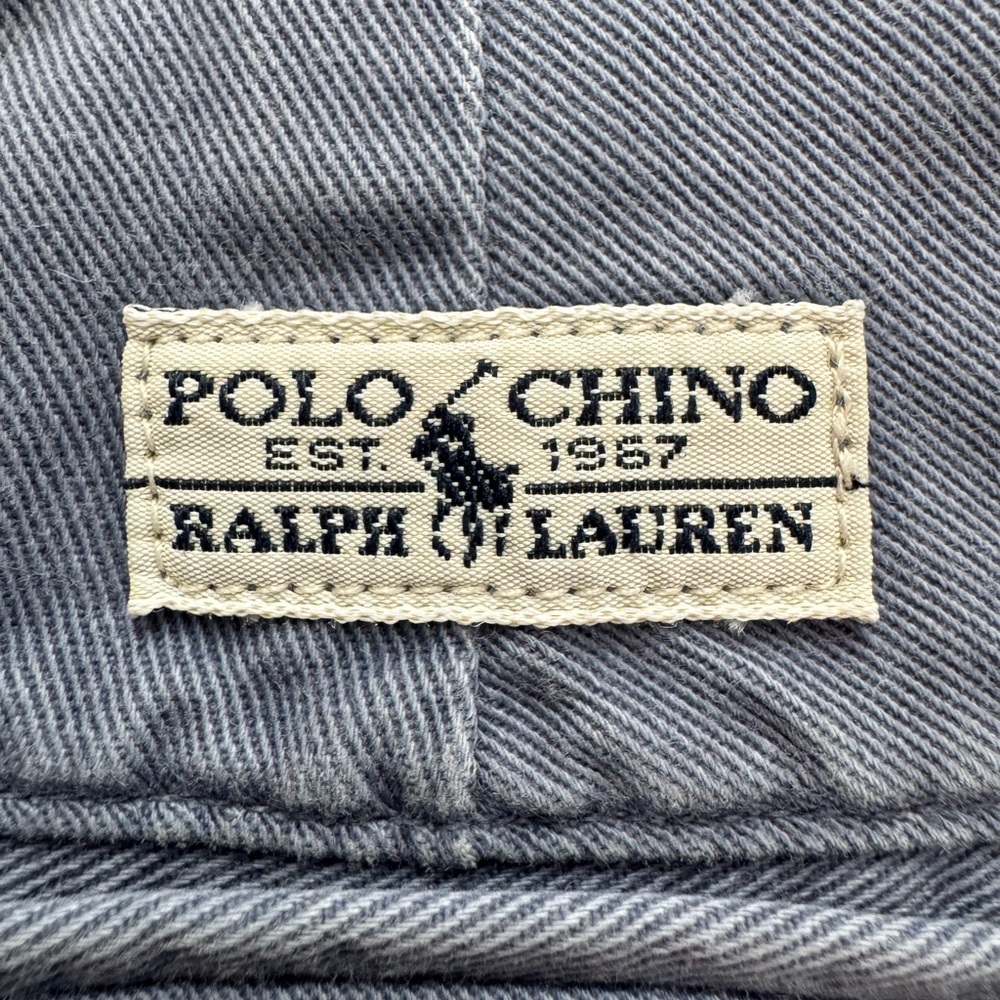 POLO CHINO
EST. 1967
RALPH LAUREN